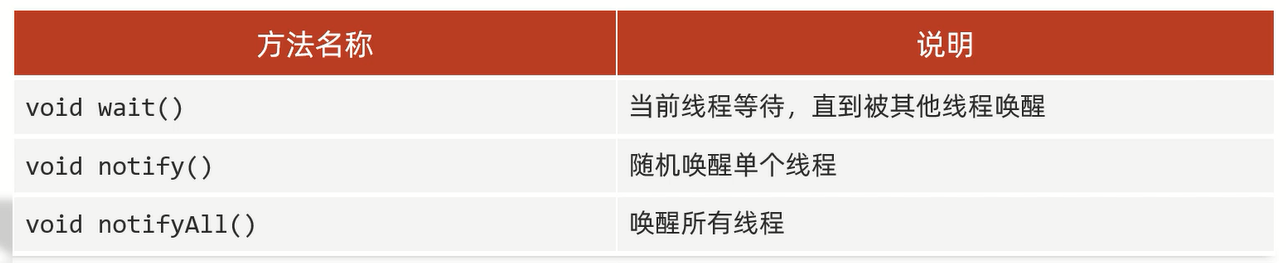 方法名称 说明
void wait() 当前线程等待，直到被其他线程唤醒
void notify() 随机唤醒单个线程
void notifyAll() 唤醒所有线程